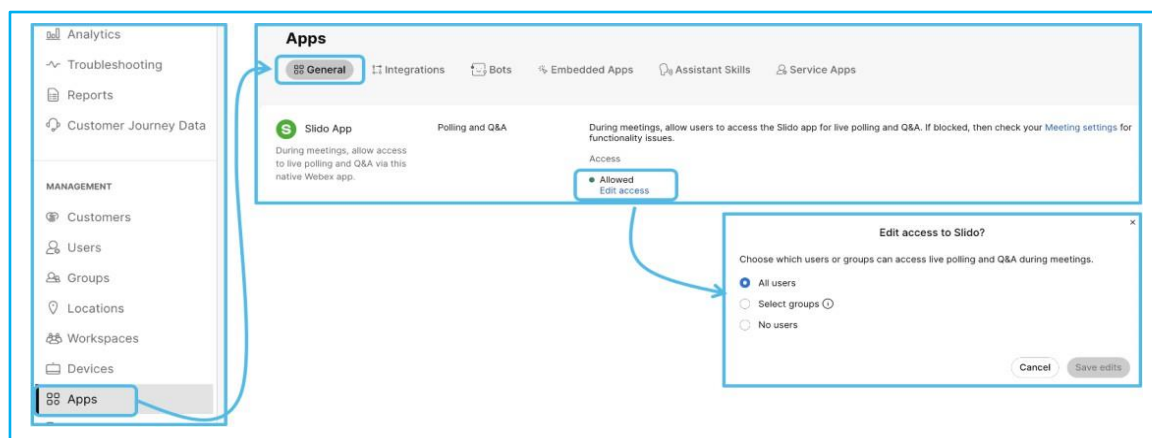 Analytics
Troubleshooting
Reports
Customer Journey Data
MANAGEMENT
Customers
Users
Groups
Locations
Workspaces
Devices
Apps
Apps
General Integrations Bots Embedded Apps Assistant Skills Service Apps
S Slido App
During meetings, allow access
to live polling and Q&A via this
native Webex app.
Polling and Q&A
During meetings, allow users to access the Slido app for live polling and Q&A. If blocked, then check your Meeting settings for
functionality issues.
Access
Allowed
Edit access
Edit access to Slido?
Choose which users or groups can access live polling and Q&A during meetings.
All users
Select groups
No users
Cancel Save edits